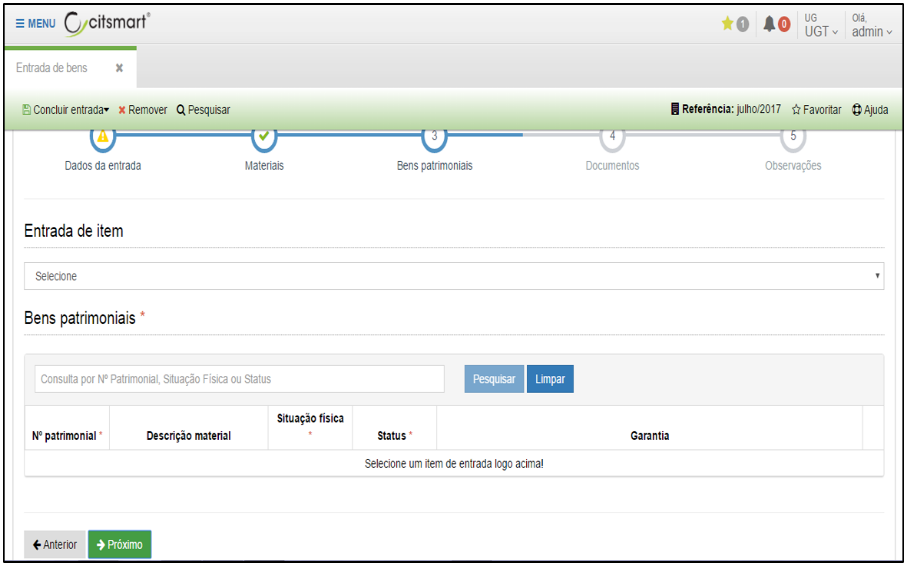 MENU citsmart
1 0 UG UGT Olá, admin
Entrada de bens
Concluir entrada Remover Pesquisar Referência: julho/2017 Favoritar Ajuda
3 4 5
Dados da entrada Materiais Bens patrimoniais Documentos Observações
Entrada de item
Selecione
Bens patrimoniais *
Consulta por Nº Patrimonial, Situação Física ou Status Pesquisar Limpar
Nº patrimonial * Descrição material Situação física * Status * Garantia
Selecione um item de entrada logo acima!
Anterior Próximo